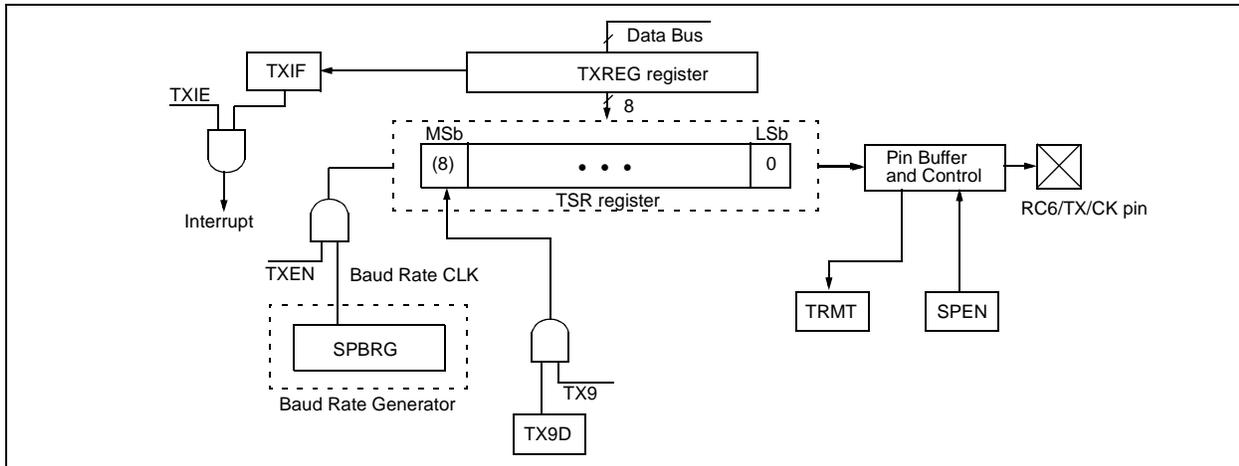 Data Bus
TXIF
TXREG register
TXIE
8
MSb
LSb
(8)
• • •
0
Pin Buffer
and Control
TSR register
Interrupt
RC6/TX/CK pin
TXEN
Baud Rate CLK
TRMT
SPEN
SPBRG
TX9
Baud Rate Generator
TX9D